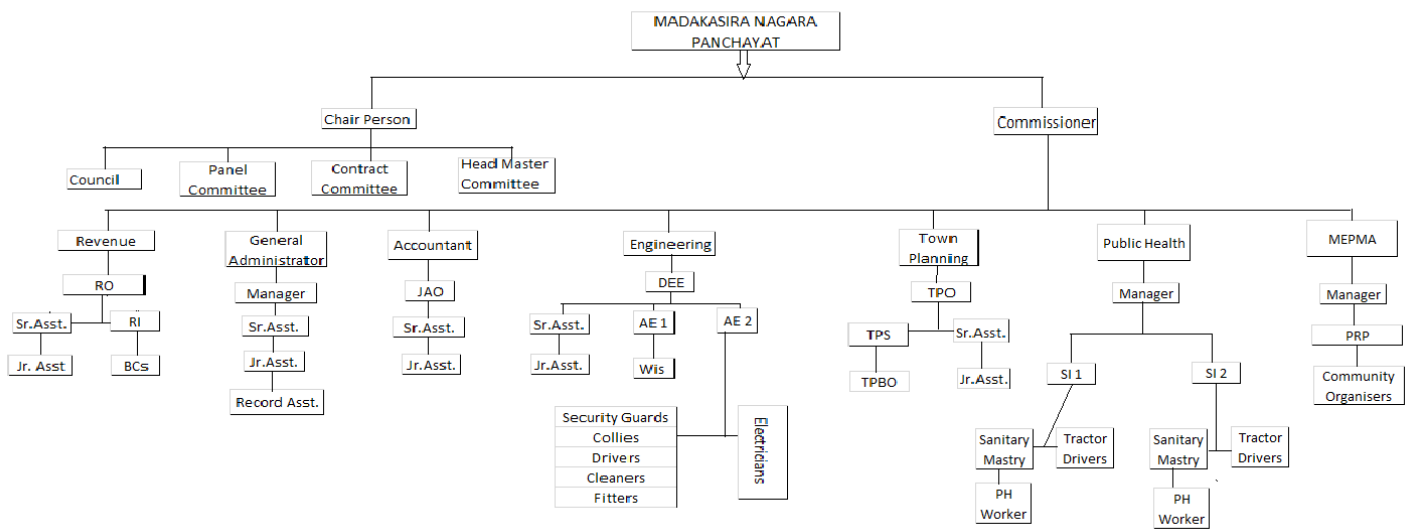 MADAKASIRA NAGARA
PANCHAYAT
Chair Person
Commissioner
Council
Panel
Committee
Contract
Committee
Head Master
Committee
Revenue
General
Administrator
Accountant
Engineering
Town
Planning
Public Health
MEPMA
RO
Manager
JAO
DEE
TPO
Manager
Manager
Sr.Asst.
RI
Sr.Asst.
Sr.Asst.
Sr.Asst.
AE 1
AE 2
TPS
Sr.Asst.
PRP
Jr. Asst
BCs
Jr.Asst.
Jr.Asst.
Jr.Asst.
Wis
TPBO
Jr.Asst.
SI 1
SI 2
Community
Organisers
Record Asst.
Security Guards
Collies
Drivers
Cleaners
Fitters
Electricians
Sanitary
Mastry
Tractor
Drivers
Sanitary
Mastry
Tractor
Drivers
PH
Worker
PH
Worker